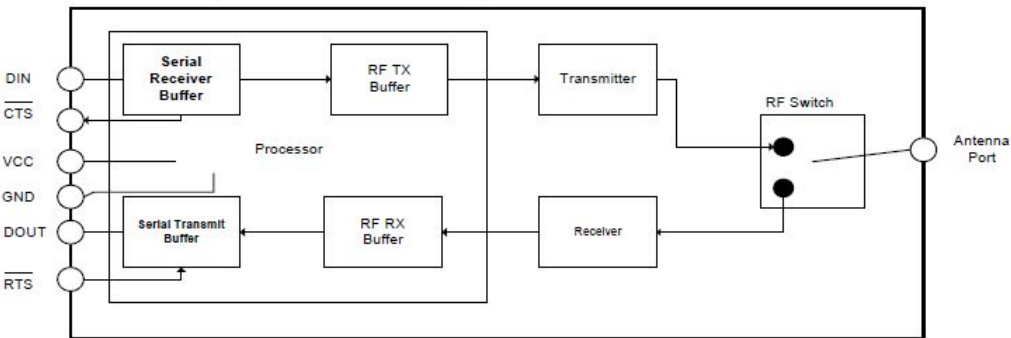 DIN
CTS
VCC
GND
DOUT
RTS
Serial
Receiver
Buffer
RF TX
Buffer
Transmitter
RF Switch
Antenna
Port
Processor
Serial Transmit
Buffer
RF RX
Buffer
Receiver